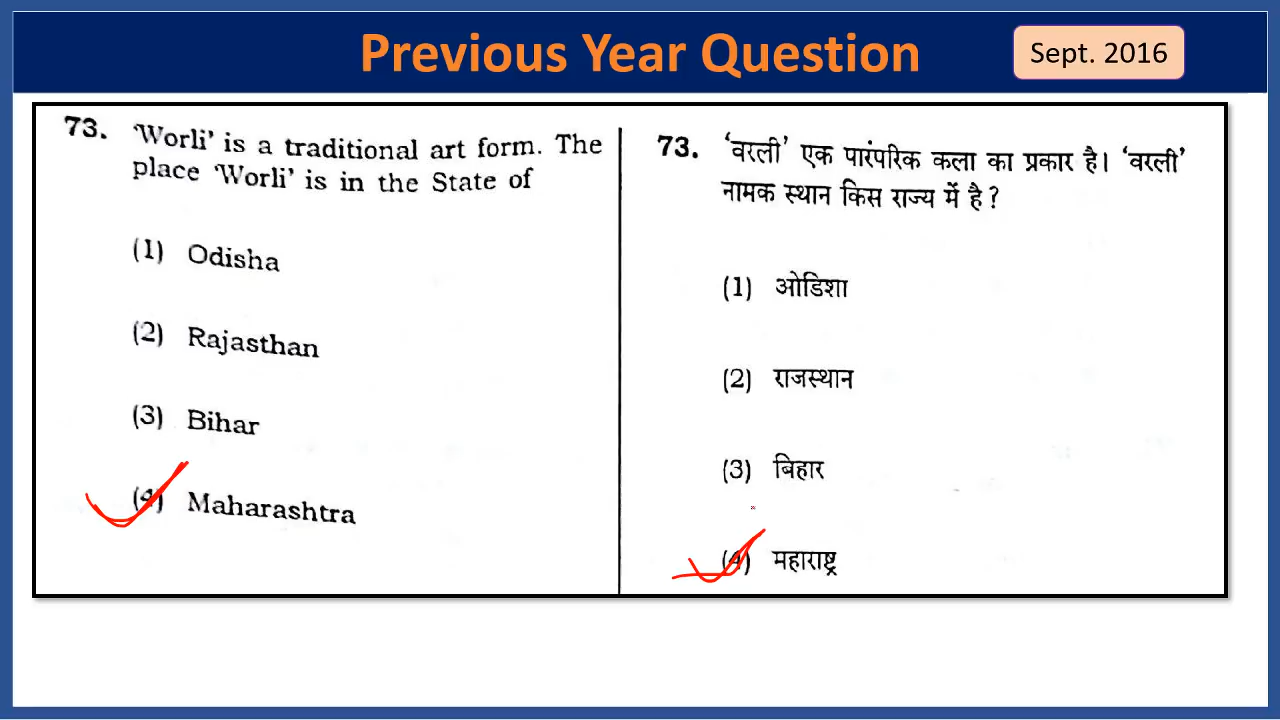 Previous Year Question
Sept. 2016
73. ‘Worli’ is a traditional art form. The
place ‘Worli’ is in the State of
(1) Odisha
(2) Rajasthan
(3) Bihar
(4) Maharashtra
73. ‘वरली’ एक पारंपरिक कला का प्रकार है। ‘वरली’
नामक स्थान किस राज्य में है?
(1) ओडिशा
(2) राजस्थान
(3) बिहार
(4) महाराष्ट्र